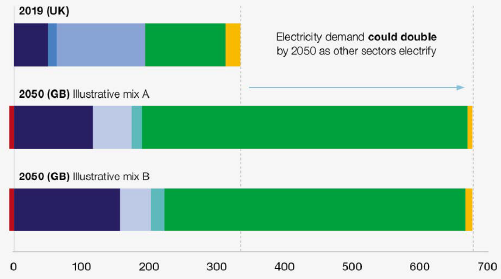 2019 (UK)
Electricity demand could double
by 2050 as other sectors electrify
2050 (GB) Illustrative mix A
2050 (GB) Illustrative mix B
0 100 200 300 400 500 600 700